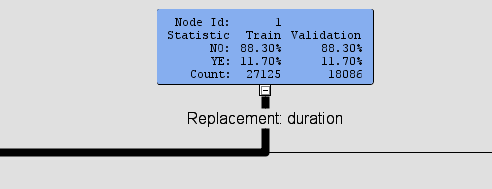 Node Id: 1
Statistic Train Validation
NO: 88.30% 88.30%
YE: 11.70% 11.70%
Count: 27125 18086
Replacement: duration